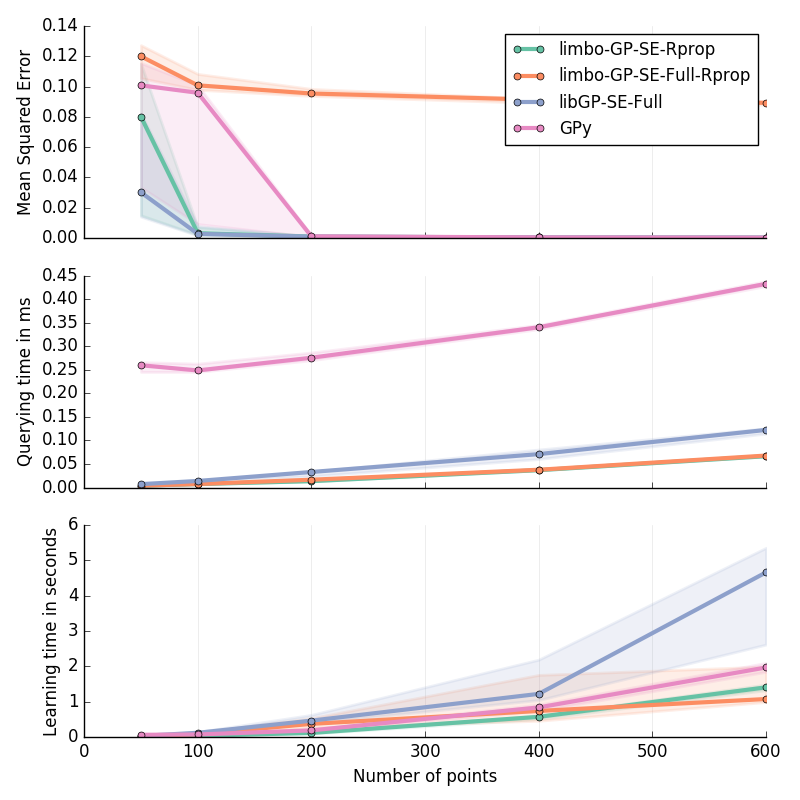 0.14
0.12
0.10
0.08
0.06
0.04
0.02
0.00
Mean Squared Error
limbo-GP-SE-Rprop
limbo-GP-SE-Full-Rprop
libGP-SE-Full
GPy
0.45
0.40
0.35
0.30
0.25
0.20
0.15
0.10
0.05
0.00
Querying time in ms
6
5
4
3
2
1
0
Learning time in seconds
0 100 200 300 400 500 600
Number of points